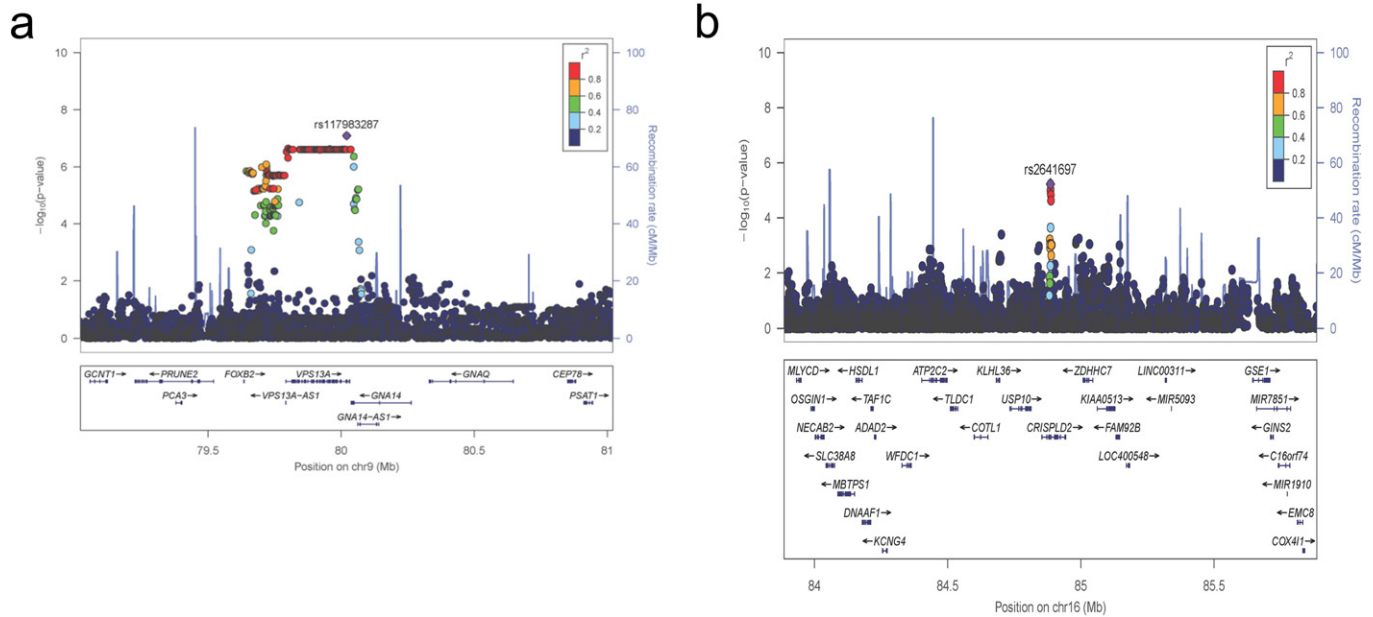 a
10
8
6
4
2
0
−log10(p−value)
100
80
60
40
20
0
Recombination rate (cM/Mb)
r2
0.8
0.6
0.4
0.2
rs117983287
GCNT1→
←PRUNE2
FOXB2→
VPS13A→
←GNAQ
CEP78→
PCA3→
←VPS13A−AS1
←GNA14
PSAT1→
GNA14−AS1→
79.5
80
80.5
81
Position on chr9 (Mb)
b
10
8
6
4
2
0
−log10(p−value)
100
80
60
40
20
0
Recombination rate (cM/Mb)
r2
0.8
0.6
0.4
0.2
rs2641697
MLYCD→
←HSDL1
ATP2C2→
KLHL36→
←ZDHHC7
LINC00311→
GSE1→
OSGIN1→
←TAF1C
←TLDC1
USP10→
KIAA0513→
←MIR5093
MIR7851→
NECAB2→
ADAD2→
←COTL1
CRISPLD2→
←FAM92B
←GINS2
←SLC38A8
WFDC1→
LOC400548→
←C16orf74
←MBTPS1
←MIR1910
DNAAF1→
←EMC8
←KCNG4
COX4I1→
84
84.5
85
85.5
Position on chr16 (Mb)